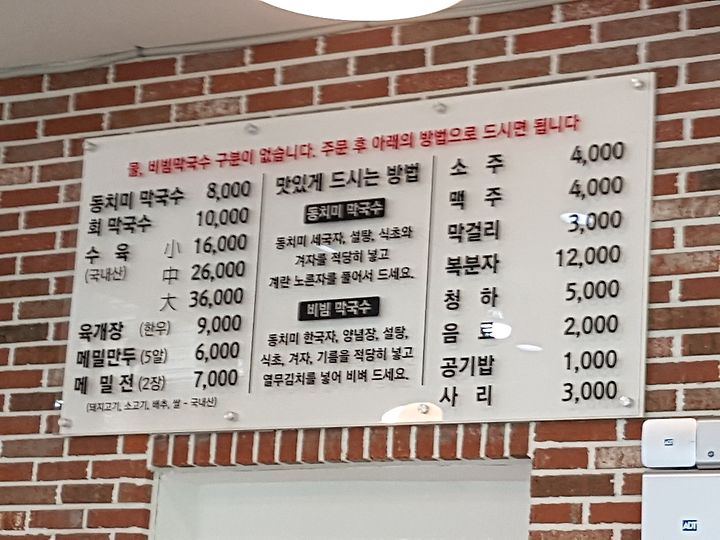 물, 비빔막국수 구분이 없습니다. 주문 후 아래의 방법으로 드시면 됩니다
동치미 막국수 8,000
회 막국수 10,000
수 육 小 16,000
(국내산) 中 26,000
大 36,000
육개장 (한우) 9,000
메밀만두 (5알) 6,000
메 밀 전 (2장) 7,000
(돼지고기, 소고기, 배추, 쌀 - 국내산)
맛있게 드시는 방법
동치미 막국수
동치미 세국자, 설탕, 식초와
겨자를 적당히 넣고
계란 노른자를 풀어서 드세요.
비빔 막국수
동치미 한국자, 양념장, 설탕,
식초, 겨자, 기름을 적당히 넣고
열무김치를 넣어 비벼 드세요.
소 주 4,000
맥 주 4,000
막걸리 3,000
복분자 12,000
청 하 5,000
음 료 2,000
공기밥 1,000
사 리 3,000
ADT
ADT